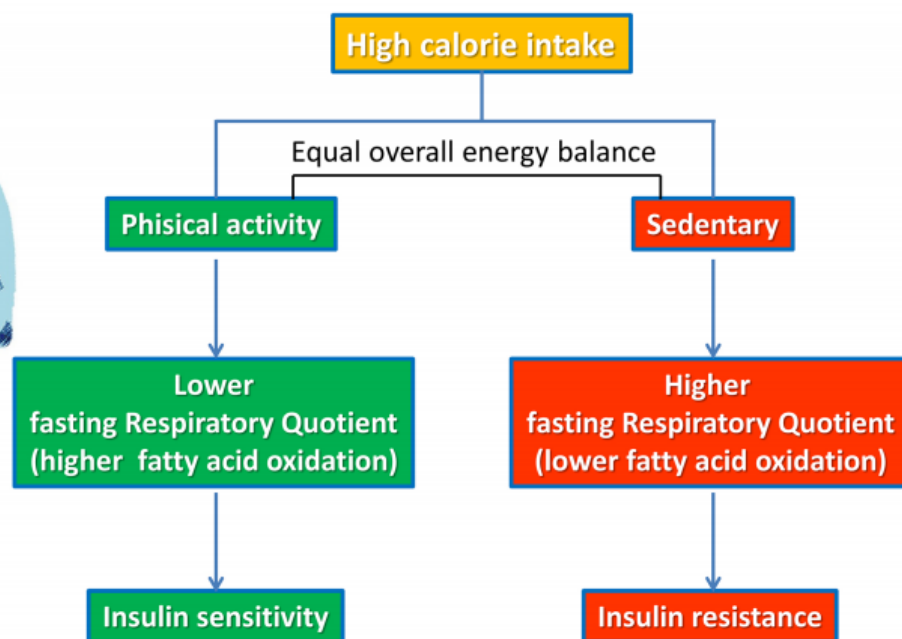 High calorie intake
Equal overall energy balance
Phisical activity
Sedentary
Lower
fasting Respiratory Quotient
(higher fatty acid oxidation)
Higher
fasting Respiratory Quotient
(lower fatty acid oxidation)
Insulin sensitivity
Insulin resistance